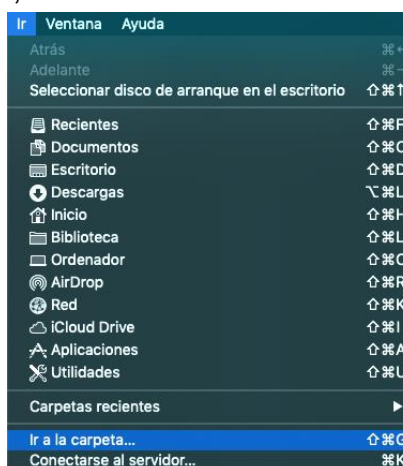 Ir Ventana Ayuda
Atrás ⌘
Adelante ⌘
Seleccionar disco de arranque en el escritorio ⇧⌘↑
Recientes ⇧⌘F
Documentos ⇧⌘O
Escritorio ⇧⌘D
Descargas ⌥⌘L
Inicio ⇧⌘H
Biblioteca ⇧⌘L
Ordenador ⇧⌘C
AirDrop ⇧⌘R
Red ⇧⌘K
iCloud Drive ⇧⌘I
Aplicaciones ⇧⌘A
Utilidades ⇧⌘U
Carpetas recientes ▶
Ir a la carpeta... ⇧⌘G
Conectarse al servidor... ⌘K